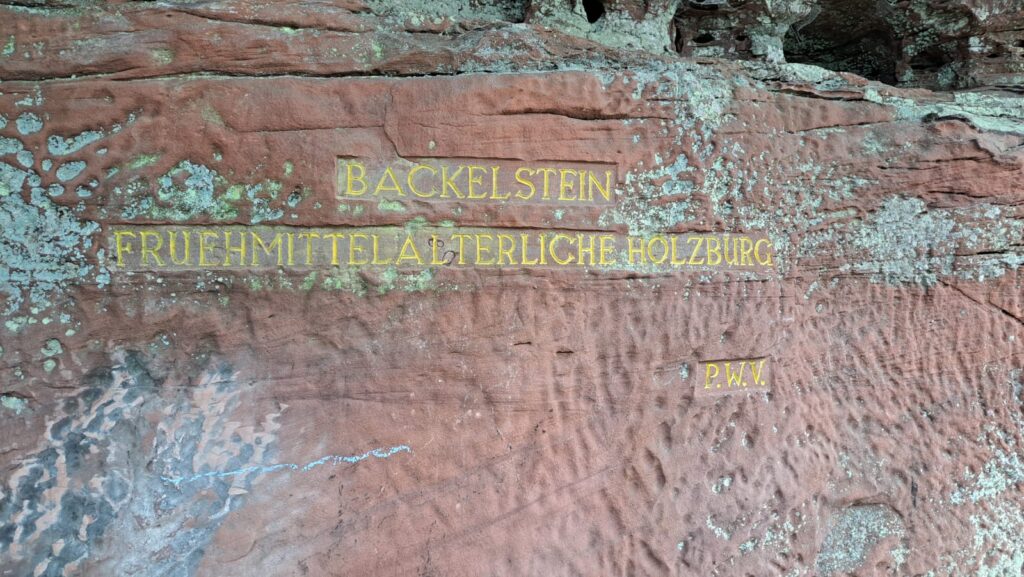 BACKELSTEIN
FRUEHMITTELALTERLICHE HOLZBURG
P.W.V.